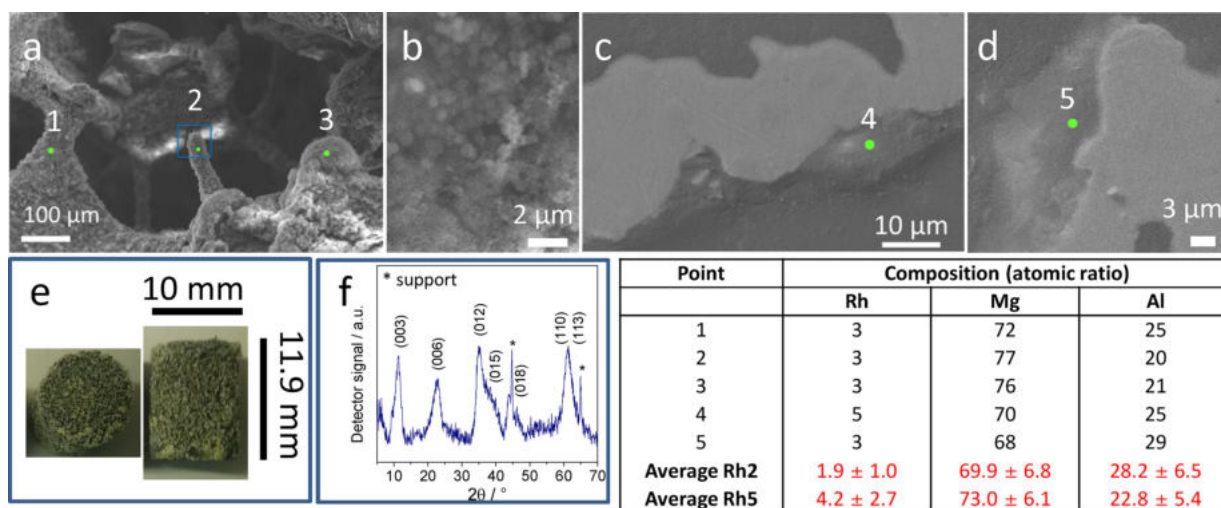 a
1
2
3
100 µm
b
2 µm
c
4
10 µm
d
5
3 µm
e
10 mm
11.9 mm
f
* support
(003)
(006)
(012)
(015)
*
(018)
(110)
(113)
*
Detector signal / a.u.
10 20 30 40 50 60 70
2θ / °
Point Composition (atomic ratio)
Rh Mg Al
1 3 72 25
2 3 77 20
3 3 76 21
4 5 70 25
5 3 68 29
Average Rh2 1.9 ± 1.0 69.9 ± 6.8 28.2 ± 6.5
Average Rh5 4.2 ± 2.7 73.0 ± 6.1 22.8 ± 5.4